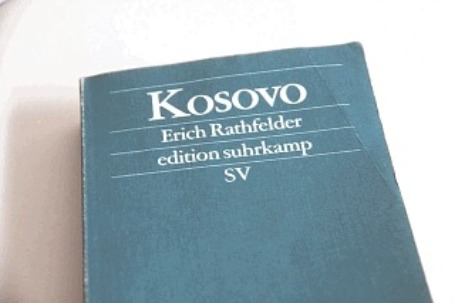 Kosovo
Erich Rathfelder
edition suhrkamp
SV